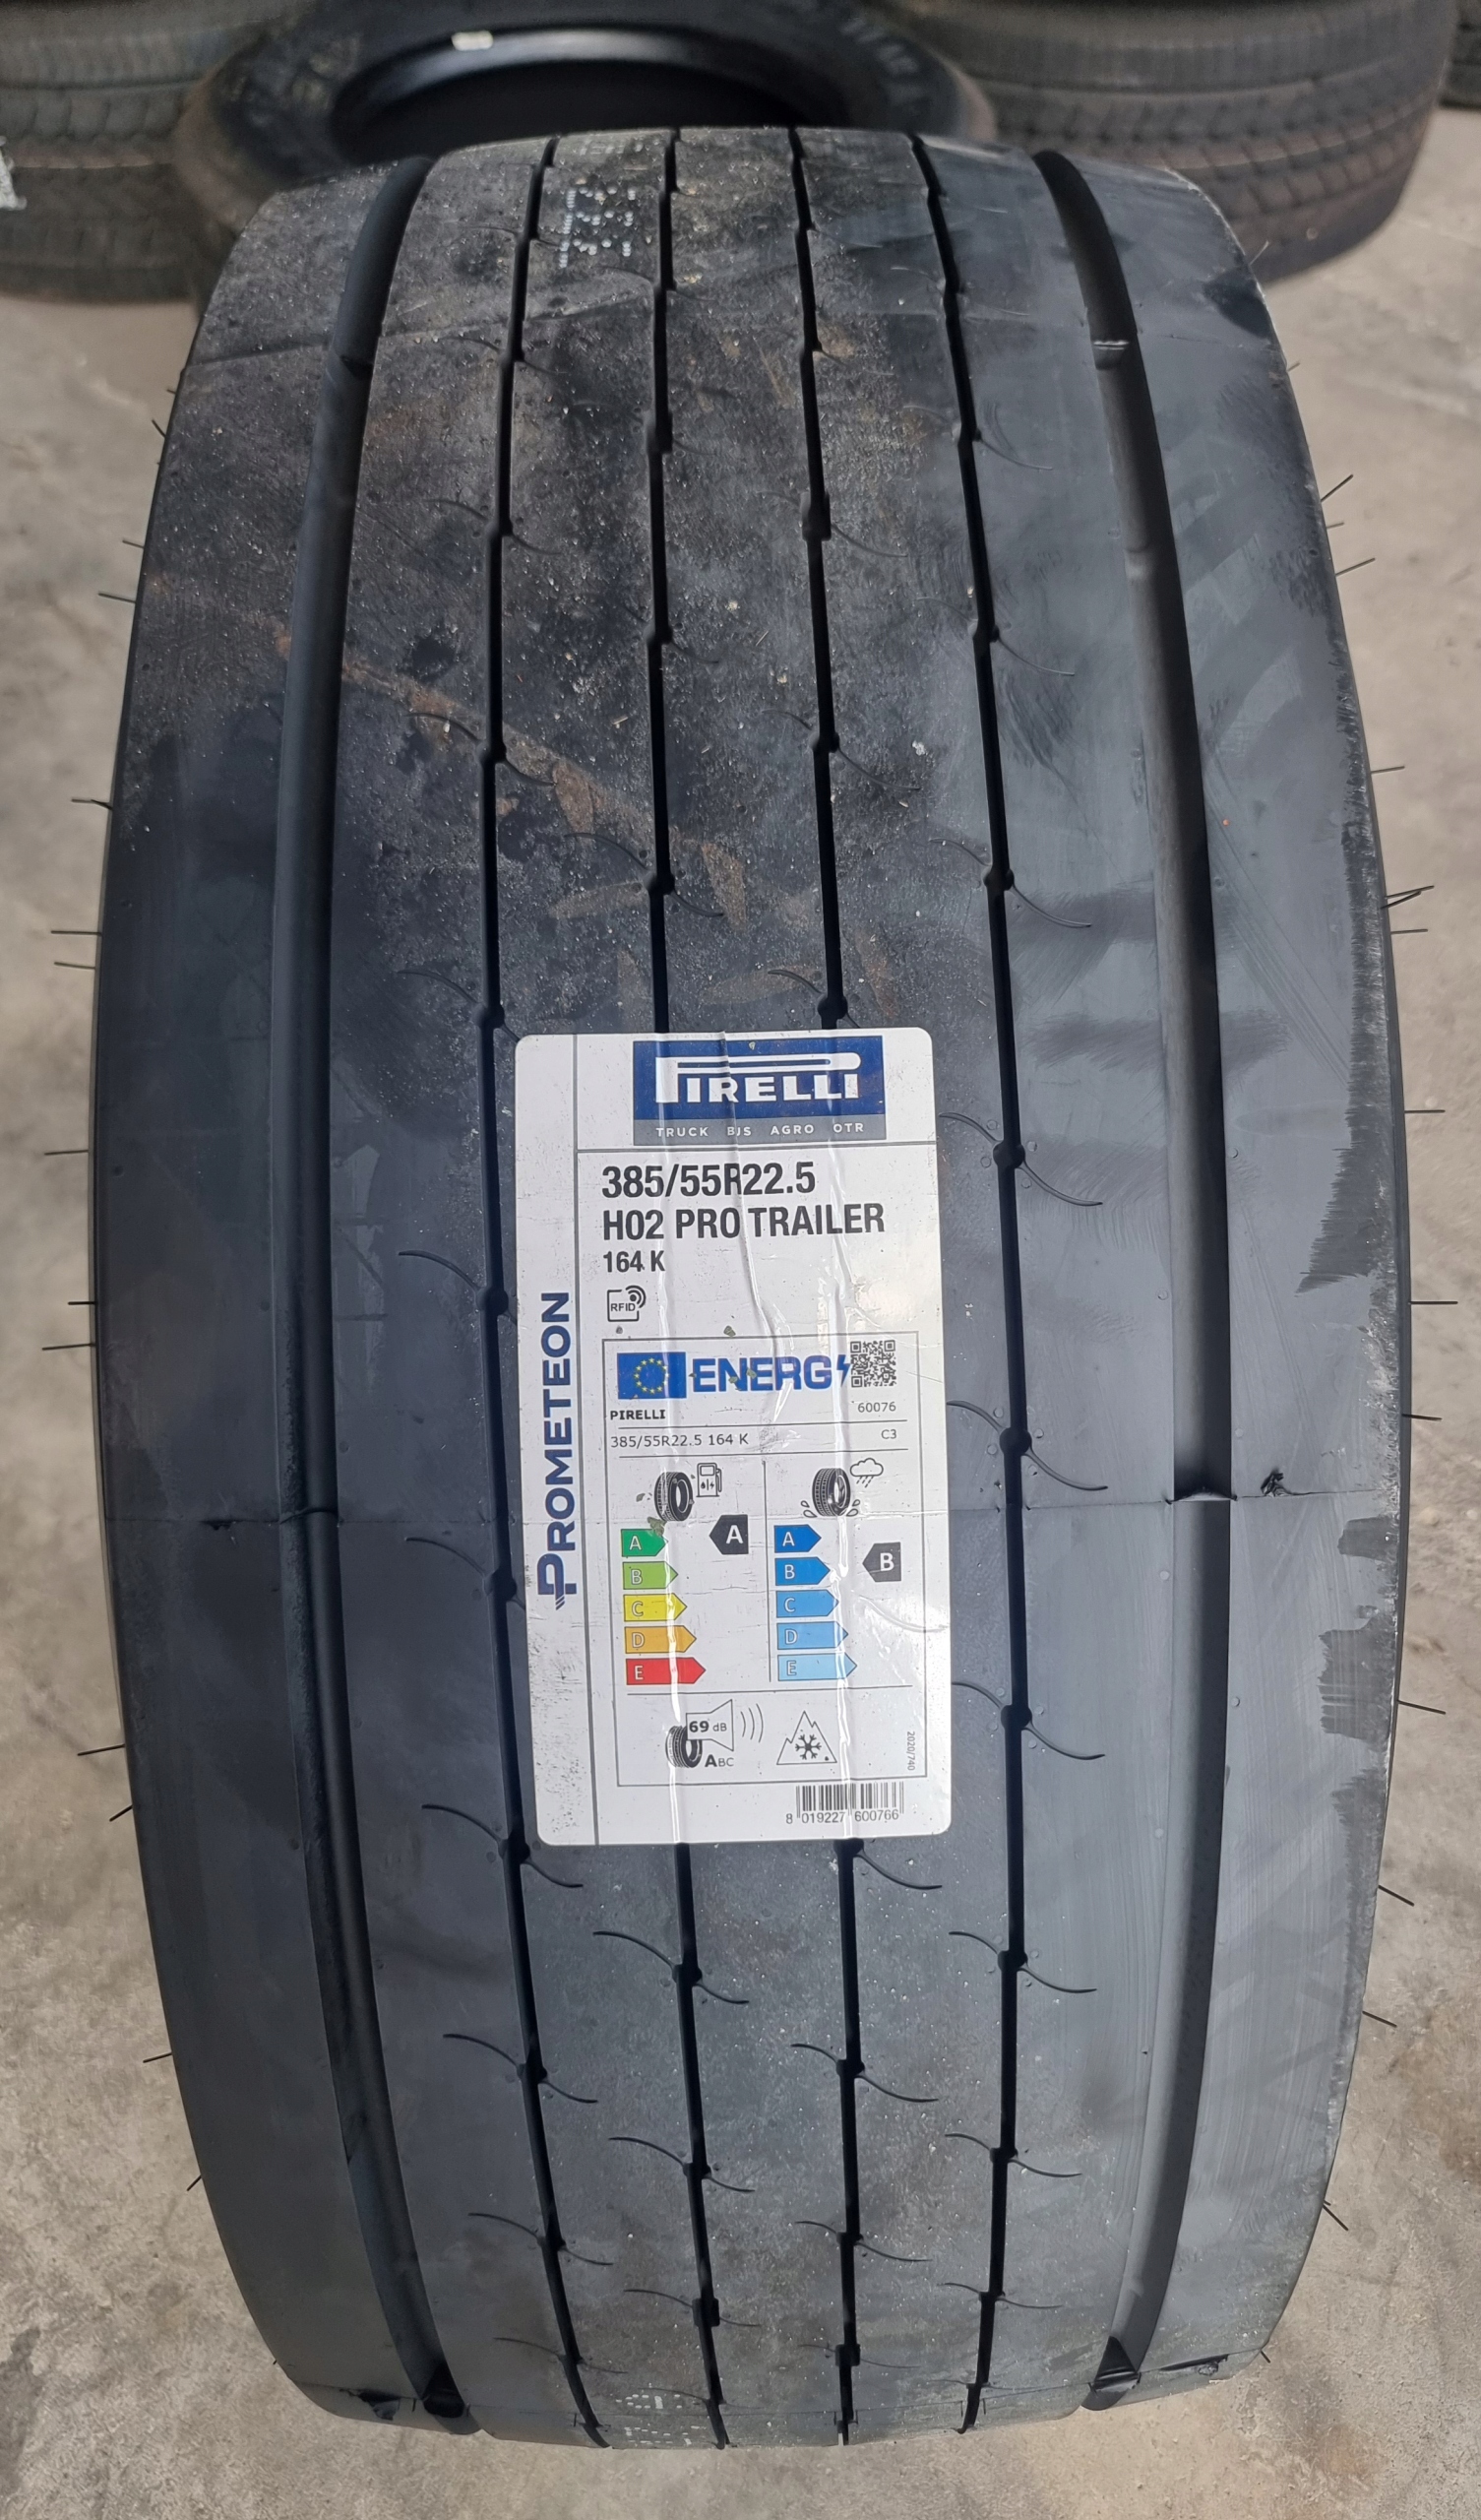 PIRELLI
TRUCK BUS AGRO OTR
385/55R22.5
H02 PRO TRAILER
164 K
RFID
PROMETEON
ENERG
PIRELLI 60076
385/55R22.5 164 K C3
A A A B
B B
C C
D D
E E
69 dB
ABC
2020/740
8 019227 600766